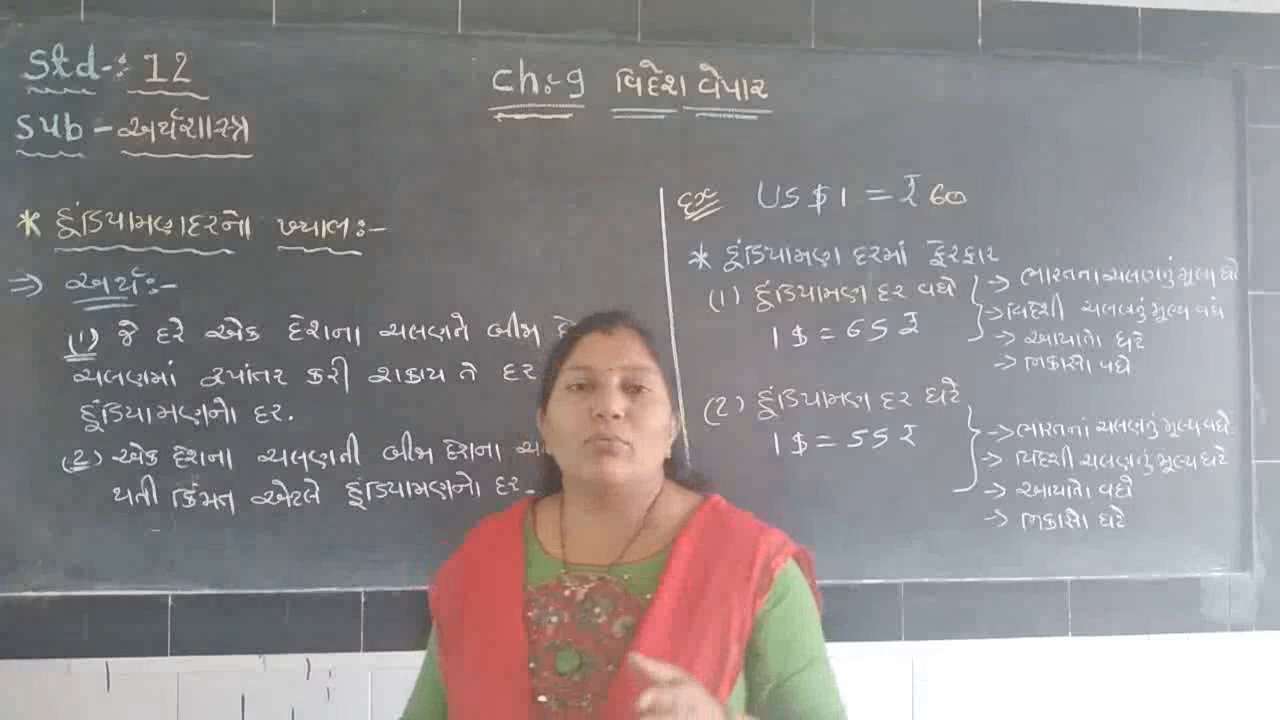 Std-: 12
Sub - અર્થશાસ્ત્ર
Ch:-9 વિદેશ વેપાર
* હૂંડિયામણદરનો ખ્યાલ:-
⇒ અર્થ:-
(1) જે દરે એક દેશના ચલણને બીજા
ચલણમાં રૂપાંતર કરી શકાય તે દર
હૂંડિયામણનો દર.
(2) એક દેશના ચલણની બીજા દેશના
થતી કિંમત એટલે હૂંડિયામણનો દર.
US $1 = ₹ 60
* હૂંડિયામણ દરમાં ફેરફાર
(1) હૂંડિયામણ દર વધે
1 $ = 65 ₹
→ ભારતના ચલણનું મૂલ્ય ઘટે
→ વિદેશી ચલણનું મૂલ્ય વધે
→ આયાતો ઘટે
→ નિકાસો વધે
(2) હૂંડિયામણ દર ઘટે
1 $ = 55 ₹
→ ભારતનાં ચલણનું મૂલ્ય વધે
→ વિદેશી ચલણનું મૂલ્ય ઘટે
→ આયાતો વધે
→ નિકાસો ઘટે